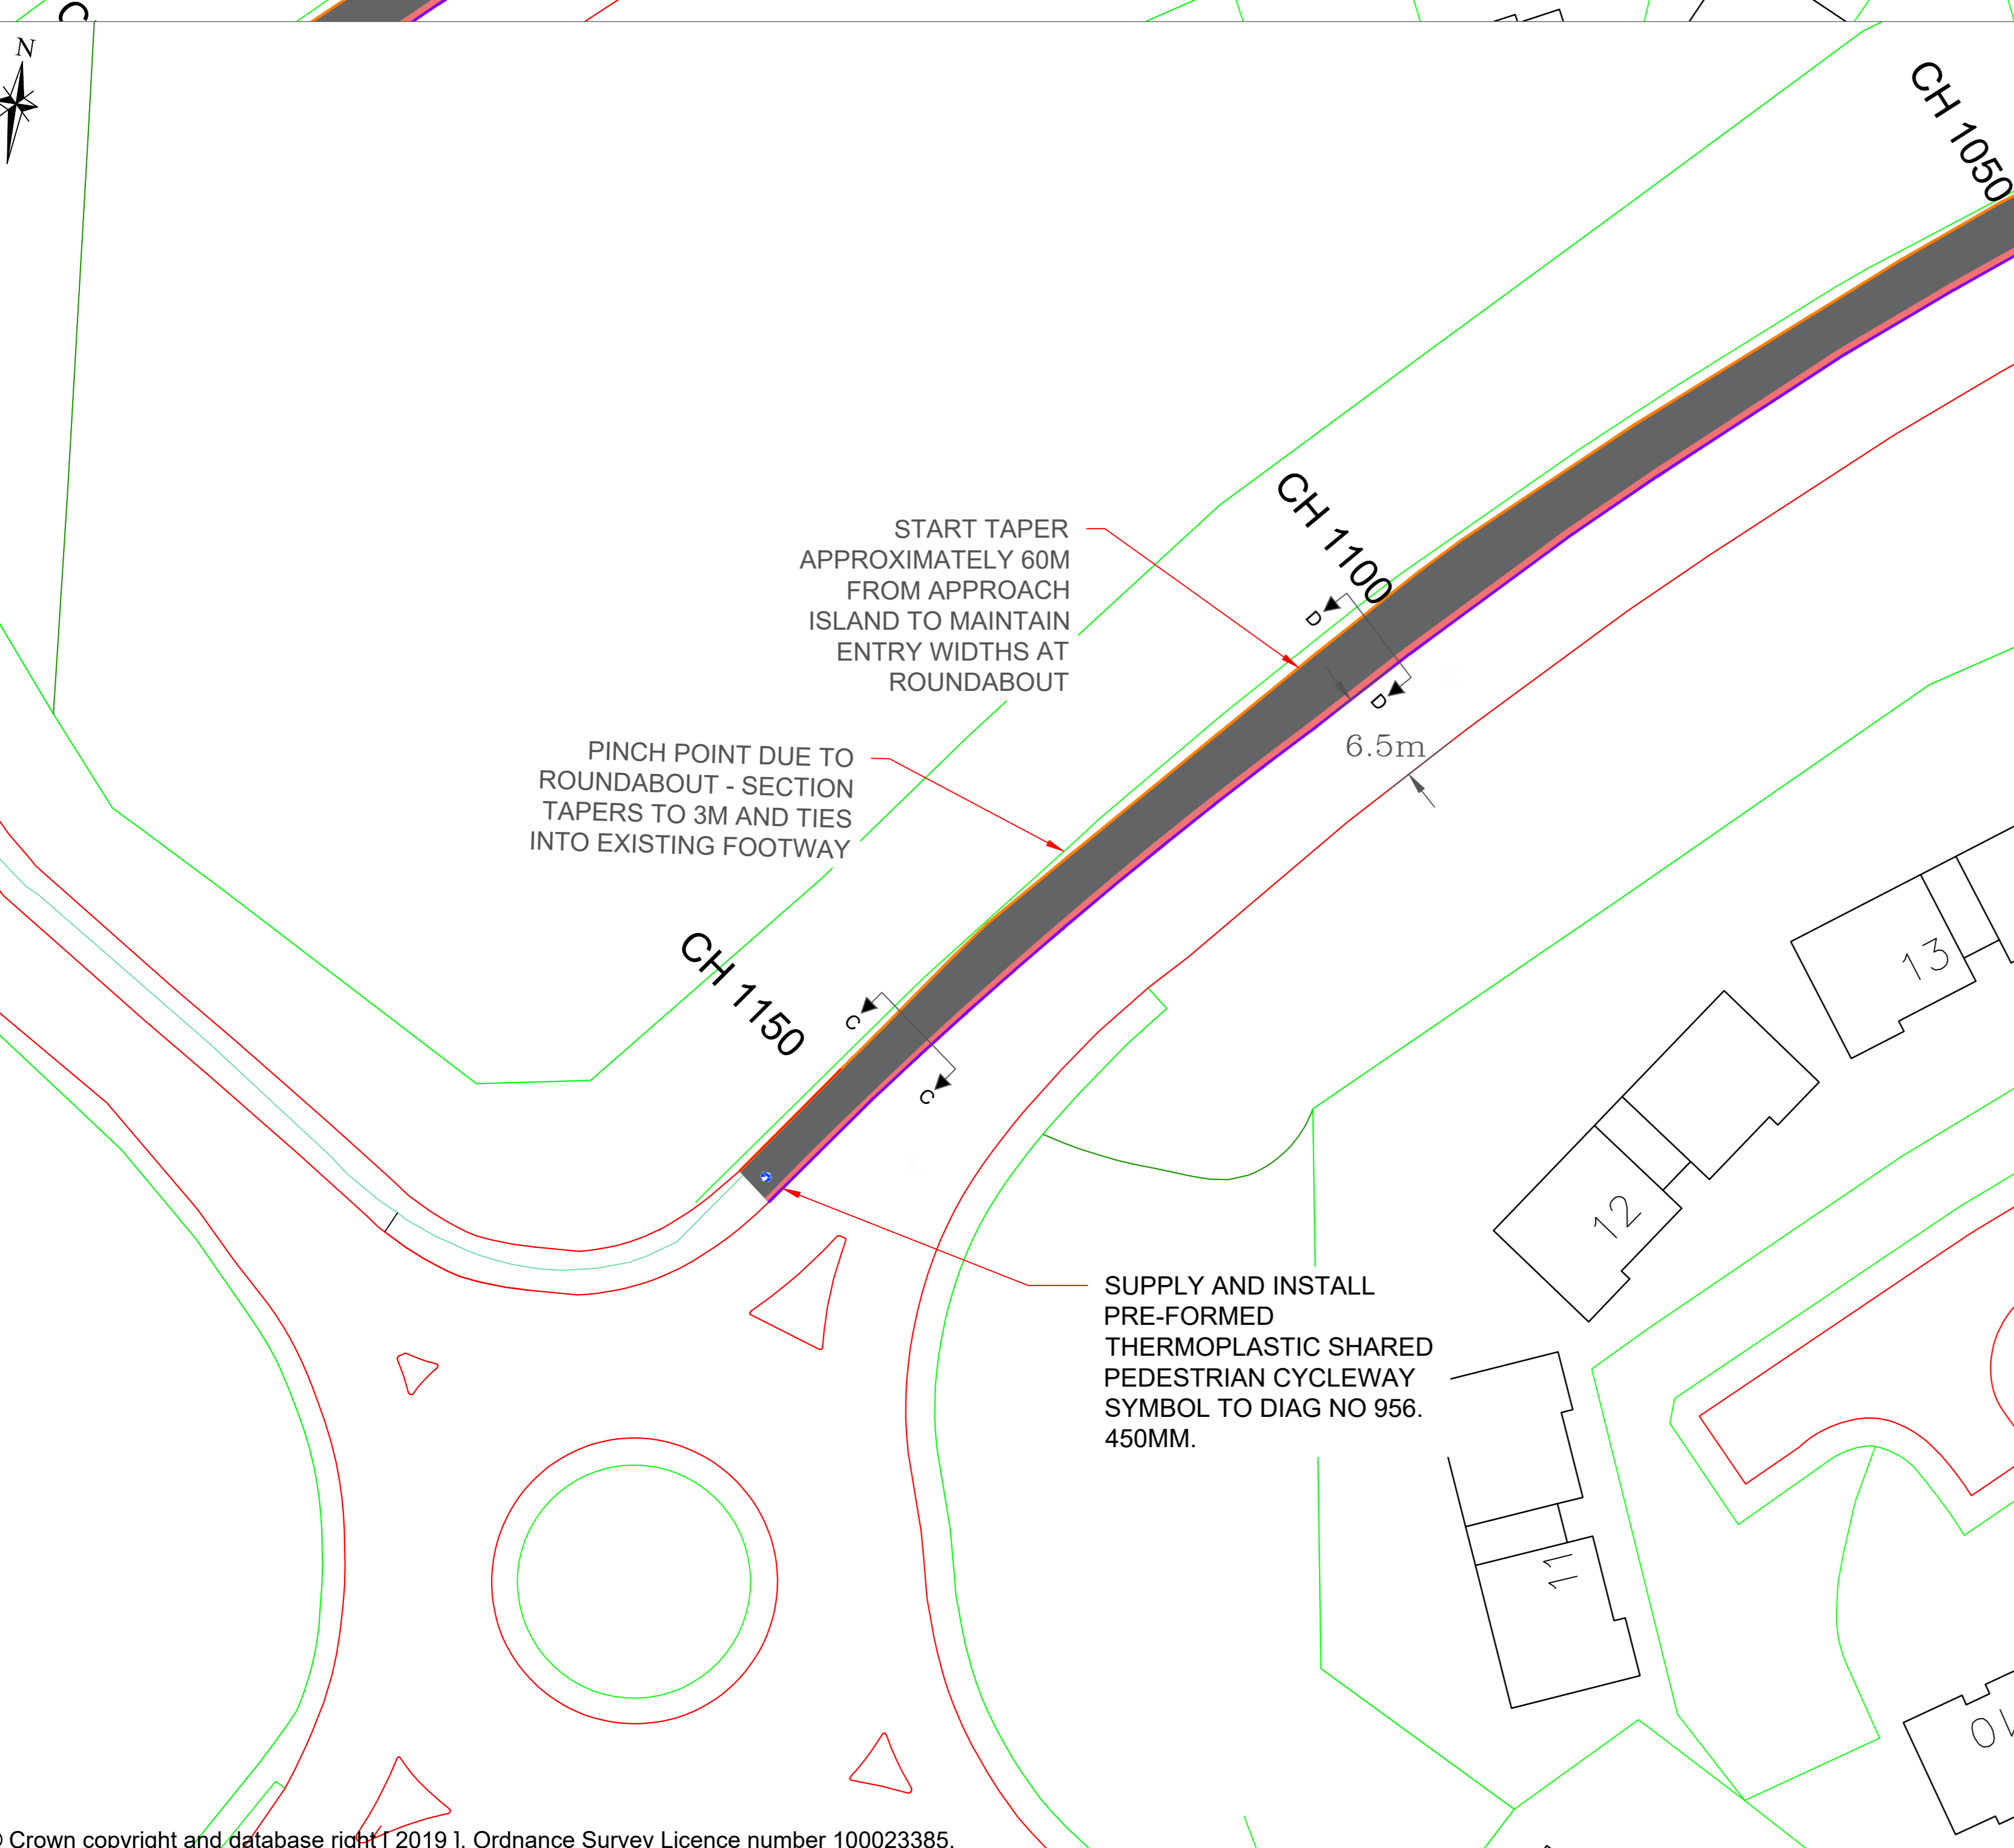 C
N
CH 1050
START TAPER
APPROXIMATELY 60M
FROM APPROACH
ISLAND TO MAINTAIN
ENTRY WIDTHS AT
ROUNDABOUT
CH 1100
D
D
6.5m
PINCH POINT DUE TO
ROUNDABOUT - SECTION
TAPERS TO 3M AND TIES
INTO EXISTING FOOTWAY
CH 1150
C
C
13
12
SUPPLY AND INSTALL
PRE-FORMED
THERMOPLASTIC SHARED
PEDESTRIAN CYCLEWAY
SYMBOL TO DIAG NO 956.
450MM.
11
10
© Crown copyright and database right [ 2019 ]. Ordnance Survey Licence number 100023385.